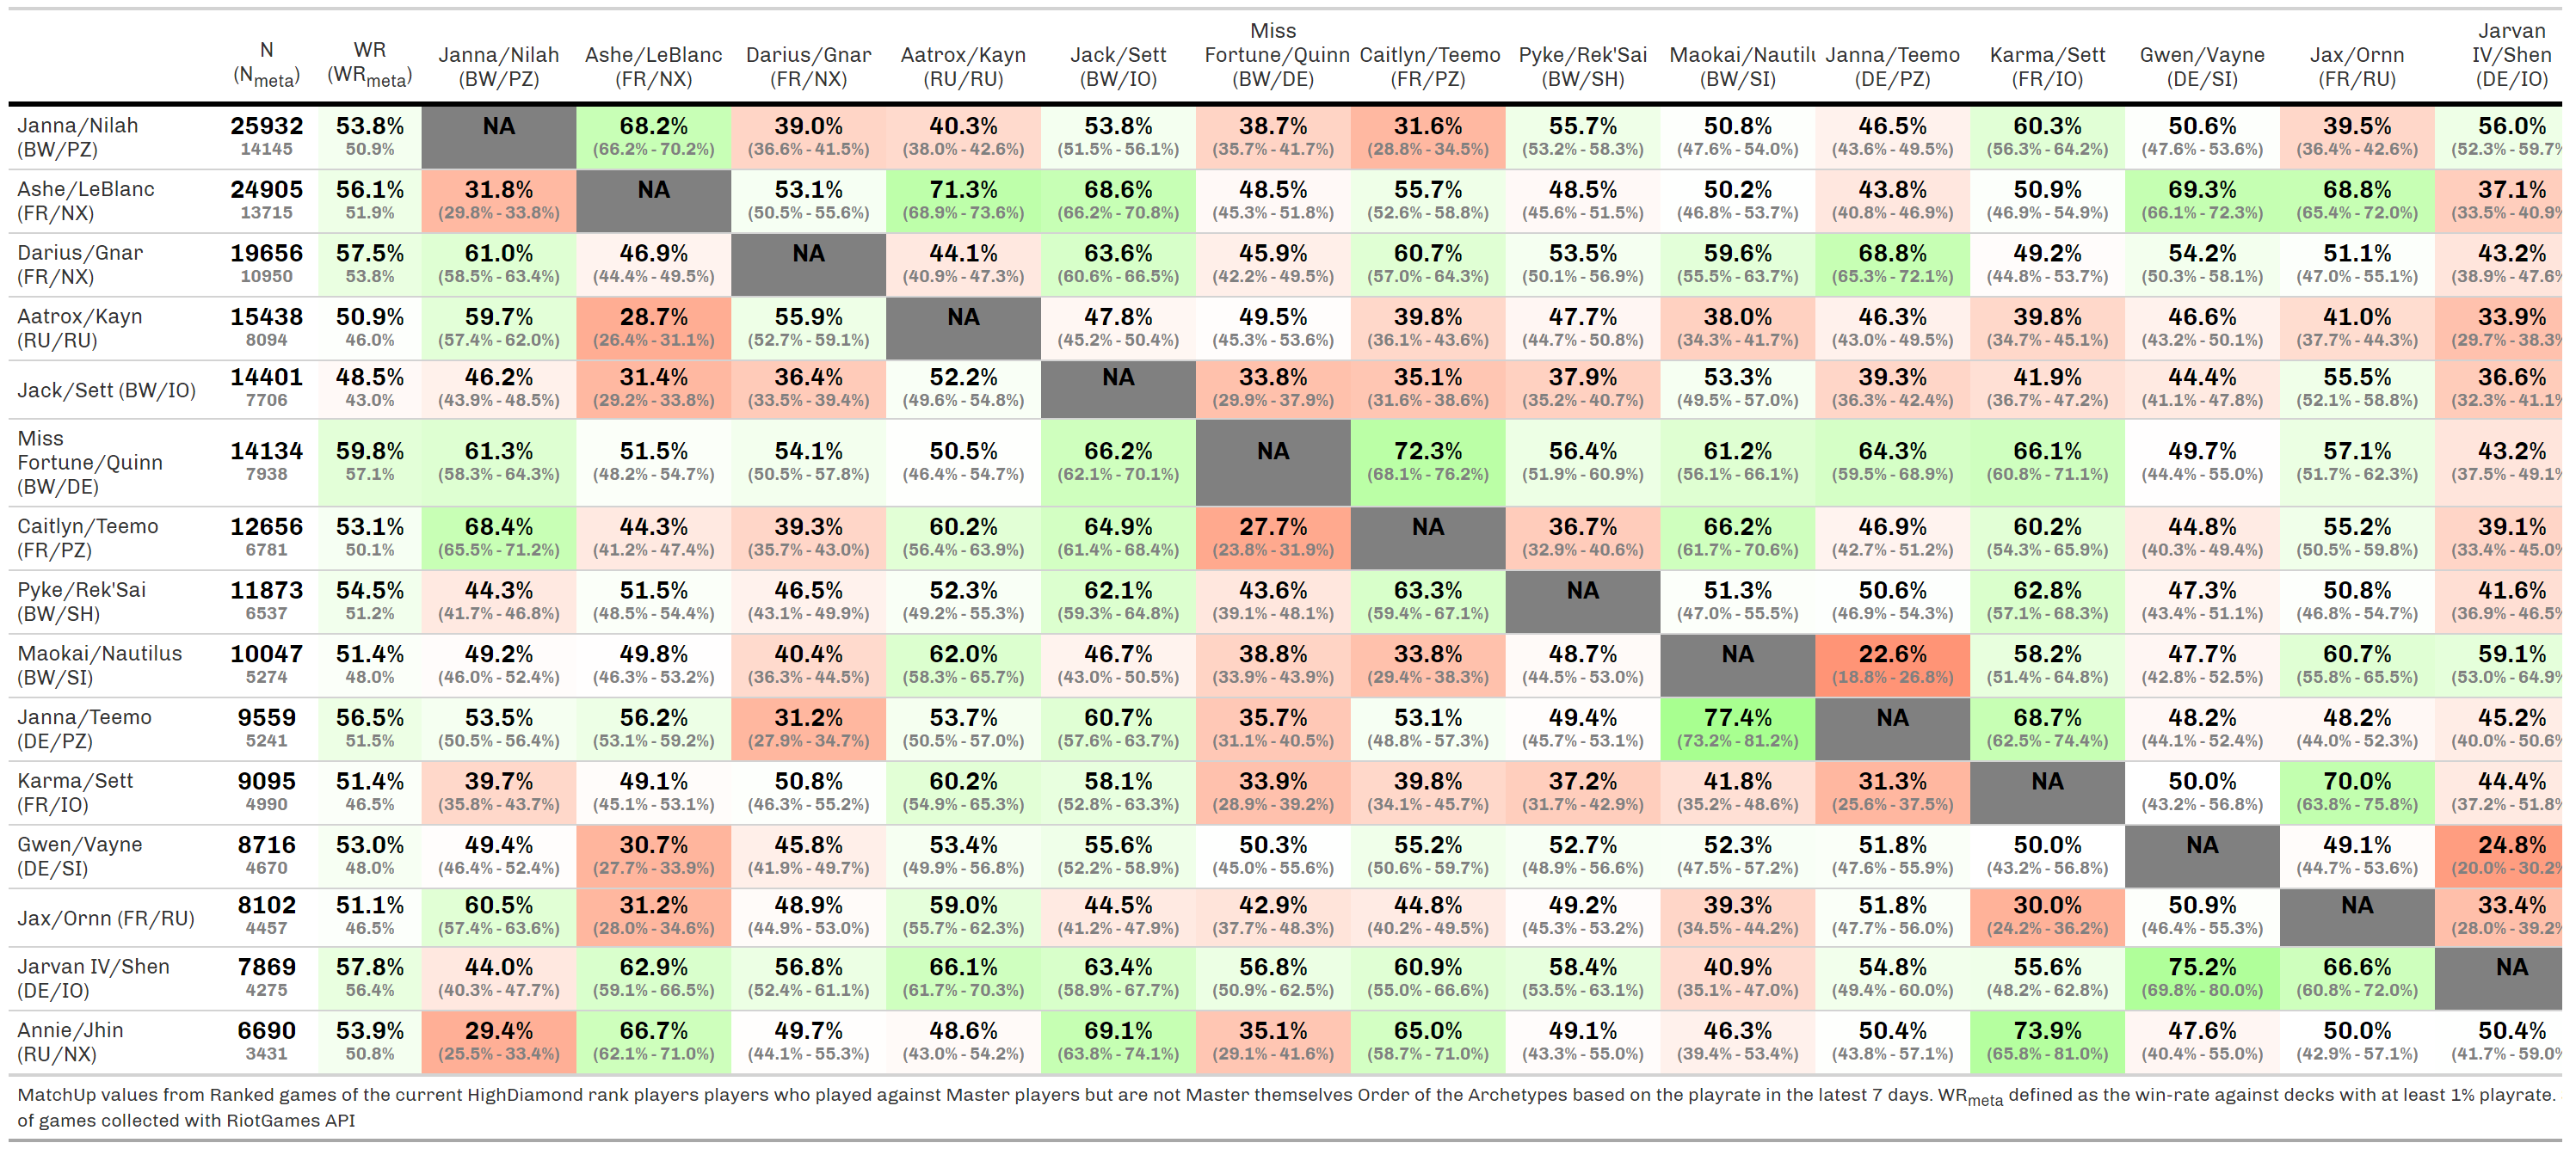 N (N_meta) WR (WR_meta) Janna/Nilah (BW/PZ) Ashe/LeBlanc (FR/NX) Darius/Gnar (FR/NX) Aatrox/Kayn (RU/RU) Jack/Sett (BW/IO) Miss Fortune/Quinn (BW/DE) Caitlyn/Teemo (FR/PZ) Pyke/Rek'Sai (BW/SH) Maokai/Nautilu (BW/SI) Janna/Teemo (DE/PZ) Karma/Sett (FR/IO) Gwen/Vayne (DE/SI) Jax/Ornn (FR/RU) Jarvan IV/Shen (DE/IO)
Janna/Nilah 25932 53.8% NA 68.2% 39.0% 40.3% 53.8% 38.7% 31.6% 55.7% 50.8% 46.5% 60.3% 50.6% 39.5% 56.0%
(BW/PZ) 14145 50.9% (66.2% - 70.2%) (36.6% - 41.5%) (38.0% - 42.6%) (51.5% - 56.1%) (35.7% - 41.7%) (28.8% - 34.5%) (53.2% - 58.3%) (47.6% - 54.0%) (43.6% - 49.5%) (56.3% - 64.2%) (47.6% - 53.6%) (36.4% - 42.6%) (52.3% - 59.7%
Ashe/LeBlanc 24905 56.1% 31.8% NA 53.1% 71.3% 68.6% 48.5% 55.7% 48.5% 50.2% 43.8% 50.9% 69.3% 68.8% 37.1%
(FR/NX) 13715 51.9% (29.8% - 33.8%) (50.5% - 55.6%) (68.9% - 73.6%) (66.2% - 70.8%) (45.3% - 51.8%) (52.6% - 58.8%) (45.6% - 51.5%) (46.8% - 53.7%) (40.8% - 46.9%) (46.9% - 54.9%) (66.1% - 72.3%) (65.4% - 72.0%) (33.5% - 40.9%
Darius/Gnar 19656 57.5% 61.0% 46.9% NA 44.1% 63.6% 45.9% 60.7% 53.5% 59.6% 68.8% 49.2% 54.2% 51.1% 43.2%
(FR/NX) 10950 53.8% (58.5% - 63.4%) (44.4% - 49.5%) (40.9% - 47.3%) (60.6% - 66.5%) (42.2% - 49.5%) (57.0% - 64.3%) (50.1% - 56.9%) (55.5% - 63.7%) (65.3% - 72.1%) (44.8% - 53.7%) (50.3% - 58.1%) (47.0% - 55.1%) (38.9% - 47.6%
Aatrox/Kayn 15438 50.9% 59.7% 28.7% 55.9% NA 47.8% 49.5% 39.8% 47.7% 38.0% 46.3% 39.8% 46.6% 41.0% 33.9%
(RU/RU) 8094 46.0% (57.4% - 62.0%) (26.4% - 31.1%) (52.7% - 59.1%) (45.2% - 50.4%) (45.3% - 53.6%) (36.1% - 43.6%) (44.7% - 50.8%) (34.3% - 41.7%) (43.0% - 49.5%) (34.7% - 45.1%) (43.2% - 50.1%) (37.7% - 44.3%) (29.7% - 38.3%
Jack/Sett (BW/IO) 14401 48.5% 46.2% 31.4% 36.4% 52.2% NA 33.8% 35.1% 37.9% 53.3% 39.3% 41.9% 44.4% 55.5% 36.6%
7706 43.0% (43.9% - 48.5%) (29.2% - 33.8%) (33.5% - 39.4%) (49.6% - 54.8%) (29.9% - 37.9%) (31.6% - 38.6%) (35.2% - 40.7%) (49.5% - 57.0%) (36.3% - 42.4%) (36.7% - 47.2%) (41.1% - 47.8%) (52.1% - 58.8%) (32.3% - 41.1%
Miss Fortune/Quinn 14134 59.8% 61.3% 51.5% 54.1% 50.5% 66.2% NA 72.3% 56.4% 61.2% 64.3% 66.1% 49.7% 57.1% 43.2%
(BW/DE) 7938 57.1% (58.3% - 64.3%) (48.2% - 54.7%) (50.5% - 57.8%) (46.4% - 54.7%) (62.1% - 70.1%) (68.1% - 76.2%) (51.9% - 60.9%) (56.1% - 66.1%) (59.5% - 68.9%) (60.8% - 71.1%) (44.4% - 55.0%) (51.7% - 62.3%) (37.5% - 49.1%
Caitlyn/Teemo 12656 53.1% 68.4% 44.3% 39.3% 60.2% 64.9% 27.7% NA 36.7% 66.2% 46.9% 60.2% 44.8% 55.2% 39.1%
(FR/PZ) 6781 50.1% (65.5% - 71.2%) (41.2% - 47.4%) (35.7% - 43.0%) (56.4% - 63.9%) (61.4% - 68.4%) (23.8% - 31.9%) (32.9% - 40.6%) (61.7% - 70.6%) (42.7% - 51.2%) (54.3% - 65.9%) (40.3% - 49.4%) (50.5% - 59.8%) (33.4% - 45.0%
Pyke/Rek'Sai 11873 54.5% 44.3% 51.5% 46.5% 52.3% 62.1% 43.6% 63.3% NA 51.3% 50.6% 62.8% 47.3% 50.8% 41.6%
(BW/SH) 6537 51.2% (41.7% - 46.8%) (48.5% - 54.4%) (43.1% - 49.9%) (49.2% - 55.3%) (59.3% - 64.8%) (39.1% - 48.1%) (59.4% - 67.1%) (47.0% - 55.5%) (46.9% - 54.3%) (57.1% - 68.3%) (43.4% - 51.1%) (46.8% - 54.7%) (36.9% - 46.5%
Maokai/Nautilus 10047 51.4% 49.2% 49.8% 40.4% 62.0% 46.7% 38.8% 33.8% 48.7% NA 22.6% 58.2% 47.7% 60.7% 59.1%
(BW/SI) 5274 48.0% (46.0% - 52.4%) (46.3% - 53.2%) (36.3% - 44.5%) (58.3% - 65.7%) (43.0% - 50.5%) (33.9% - 43.9%) (29.4% - 38.3%) (44.5% - 53.0%) (18.8% - 26.8%) (51.4% - 64.8%) (42.8% - 52.5%) (55.8% - 65.5%) (53.0% - 64.9%
Janna/Teemo 9559 56.5% 53.5% 56.2% 31.2% 53.7% 60.7% 35.7% 53.1% 49.4% 77.4% NA 68.7% 48.2% 48.2% 45.2%
(DE/PZ) 5241 51.5% (50.5% - 56.4%) (53.1% - 59.2%) (27.9% - 34.7%) (50.5% - 57.0%) (57.6% - 63.7%) (31.1% - 40.5%) (48.8% - 57.3%) (45.7% - 53.1%) (73.2% - 81.2%) (62.5% - 74.4%) (44.1% - 52.4%) (44.0% - 52.3%) (40.0% - 50.6%
Karma/Sett 9095 51.4% 39.7% 49.1% 50.8% 60.2% 58.1% 33.9% 39.8% 37.2% 41.8% 31.3% NA 50.0% 70.0% 44.4%
(FR/IO) 4990 46.5% (35.8% - 43.7%) (45.1% - 53.1%) (46.3% - 55.2%) (54.9% - 65.3%) (52.8% - 63.3%) (28.9% - 39.2%) (34.1% - 45.7%) (31.7% - 42.9%) (35.2% - 48.6%) (25.6% - 37.5%) (43.2% - 56.8%) (63.8% - 75.8%) (37.2% - 51.8%
Gwen/Vayne 8716 53.0% 49.4% 30.7% 45.8% 53.4% 55.6% 50.3% 55.2% 52.7% 52.3% 51.8% 50.0% NA 49.1% 24.8%
(DE/SI) 4670 48.0% (46.4% - 52.4%) (27.7% - 33.9%) (41.9% - 49.7%) (49.9% - 56.8%) (52.2% - 58.9%) (45.0% - 55.6%) (50.6% - 59.7%) (48.9% - 56.6%) (47.5% - 57.2%) (47.6% - 55.9%) (43.2% - 56.8%) (44.7% - 53.6%) (20.0% - 30.2%
Jax/Ornn (FR/RU) 8102 51.1% 60.5% 31.2% 48.9% 59.0% 44.5% 42.9% 44.8% 49.2% 39.3% 51.8% 30.0% 50.9% NA 33.4%
4457 46.5% (57.4% - 63.6%) (28.0% - 34.6%) (44.9% - 53.0%) (55.7% - 62.3%) (41.2% - 47.9%) (37.7% - 48.3%) (40.2% - 49.5%) (45.3% - 53.2%) (34.5% - 44.2%) (47.7% - 56.0%) (24.2% - 36.2%) (46.4% - 55.3%) (28.0% - 39.2%
Jarvan IV/Shen 7869 57.8% 44.0% 62.9% 56.8% 66.1% 63.4% 56.8% 60.9% 58.4% 40.9% 54.8% 55.6% 75.2% 66.6% NA
(DE/IO) 4275 56.4% (40.3% - 47.7%) (59.1% - 66.5%) (52.4% - 61.1%) (61.7% - 70.3%) (58.9% - 67.7%) (50.9% - 62.5%) (55.0% - 66.6%) (53.5% - 63.1%) (35.1% - 47.0%) (49.4% - 60.0%) (48.2% - 62.8%) (69.8% - 80.0%) (60.8% - 72.0%)
Annie/Jhin 6690 53.9% 29.4% 66.7% 49.7% 48.6% 69.1% 35.1% 65.0% 49.1% 46.3% 50.4% 73.9% 47.6% 50.0% 50.4%
(RU/NX) 3431 50.8% (25.5% - 33.4%) (62.1% - 71.0%) (44.1% - 55.3%) (43.0% - 54.2%) (63.8% - 74.1%) (29.1% - 41.6%) (58.7% - 71.0%) (43.3% - 55.0%) (39.4% - 53.4%) (43.8% - 57.1%) (65.8% - 81.0%) (40.4% - 55.0%) (42.9% - 57.1%) (41.7% - 59.0%
MatchUp values from Ranked games of the current HighDiamond rank players players who played against Master players but are not Master themselves Order of the Archetypes based on the playrate in the latest 7 days. WR_meta defined as the win-rate against decks with at least 1% playrate.
of games collected with RiotGames API